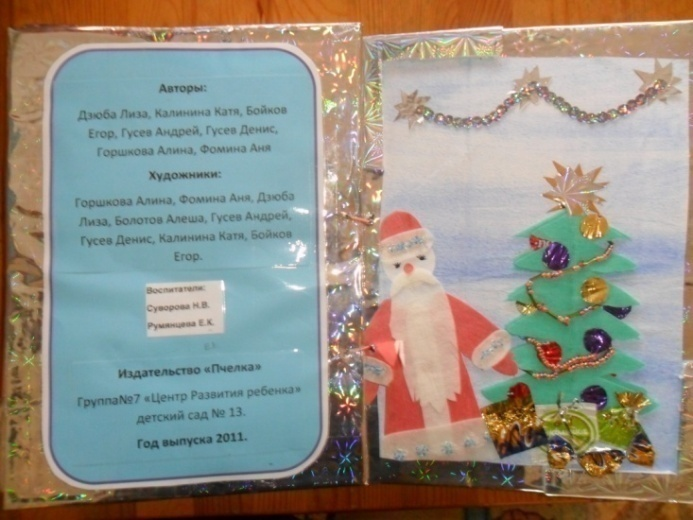 Авторы:
Дзюба Лиза, Калинина Катя, Бойков
Егор, Гусев Андрей, Гусев Денис,
Горшкова Алина, Фомина Аня
Художники:
Горшкова Алина, Фомина Аня, Дзюба
Лиза, Болотов Алеша, Гусев Андрей,
Гусев Денис, Калинина Катя, Бойков
Егор.
Воспитатели:
Суворова Н.В.
Румянцева Е.К.
Издательство «Пчелка»
Группа№7 «Центр Развития ребенка»
детский сад № 13.
Год выпуска 2011.